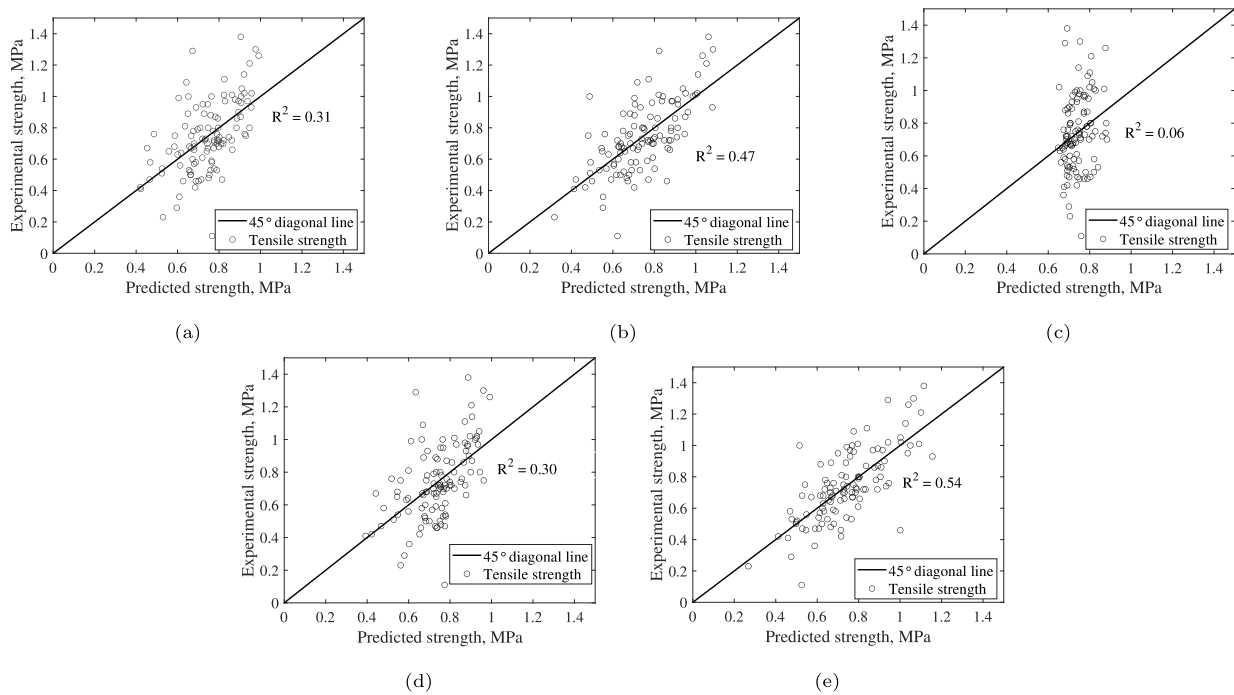 Experimental strength, MPa
1.4
1.2
1
0.8
0.6
0.4
0.2
0
R² = 0.31
45° diagonal line
Tensile strength
0 0.2 0.4 0.6 0.8 1 1.2 1.4
Predicted strength, MPa
(a)
Experimental strength, MPa
1.4
1.2
1
0.8
0.6
0.4
0.2
0
R² = 0.47
45° diagonal line
Tensile strength
0 0.2 0.4 0.6 0.8 1 1.2 1.4
Predicted strength, MPa
(b)
Experimental strength, MPa
1.4
1.2
1
0.8
0.6
0.4
0.2
0
R² = 0.06
45° diagonal line
Tensile strength
0 0.2 0.4 0.6 0.8 1 1.2 1.4
Predicted strength, MPa
(c)
Experimental strength, MPa
1.4
1.2
1
0.8
0.6
0.4
0.2
0
R² = 0.30
45° diagonal line
Tensile strength
0 0.2 0.4 0.6 0.8 1 1.2 1.4
Predicted strength, MPa
(d)
Experimental strength, MPa
1.4
1.2
1
0.8
0.6
0.4
0.2
0
R² = 0.54
45° diagonal line
Tensile strength
0 0.2 0.4 0.6 0.8 1 1.2 1.4
Predicted strength, MPa
(e)